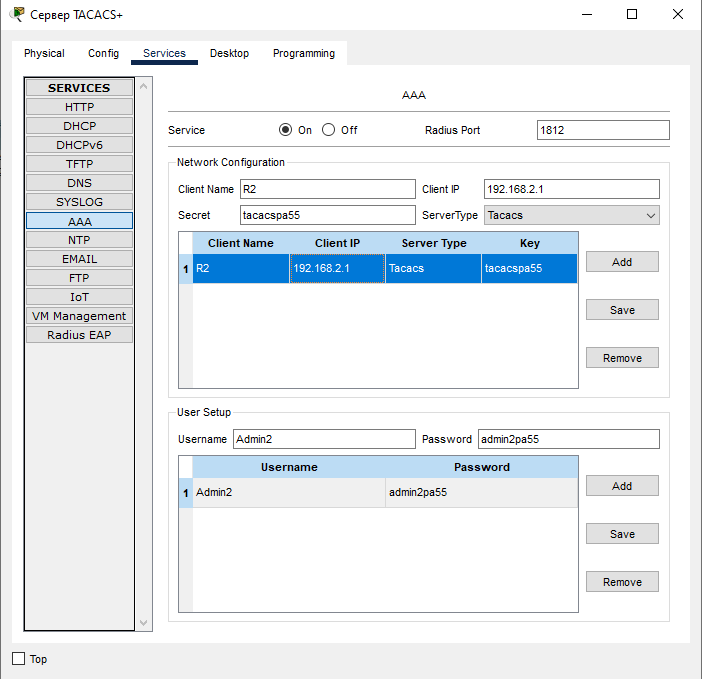 Сервер TACACS+
Physical Config Services Desktop Programming
SERVICES
HTTP
DHCP
DHCPv6
TFTP
DNS
SYSLOG
AAA
NTP
EMAIL
FTP
IoT
VM Management
Radius EAP
AAA
Service On Off Radius Port 1812
Network Configuration
Client Name R2 Client IP 192.168.2.1
Secret tacacspa55 ServerType Tacacs
Client Name Client IP Server Type Key
1 R2 192.168.2.1 Tacacs tacacspa55
Add
Save
Remove
User Setup
Username Admin2 Password admin2pa55
Username Password
1 Admin2 admin2pa55
Add
Save
Remove
Top